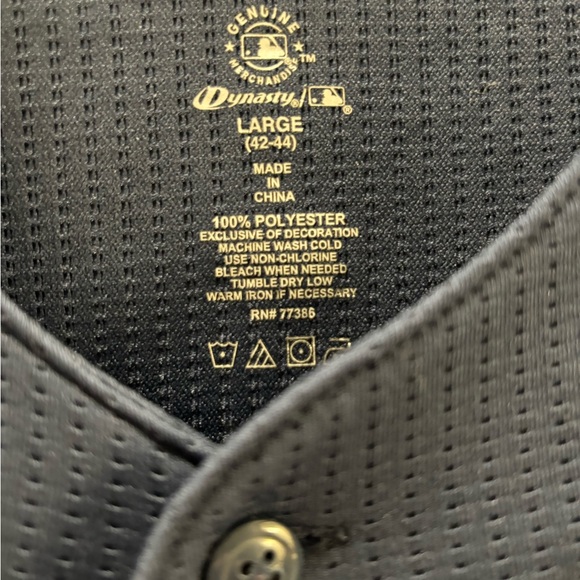 GENUINE
MERCHANDISE™
Dynasty®/®
LARGE
(42-44)
MADE
IN
CHINA
100% POLYESTER
EXCLUSIVE OF DECORATION
MACHINE WASH COLD
USE NON-CHLORINE
BLEACH WHEN NEEDED
TUMBLE DRY LOW
WARM IRON IF NECESSARY
RN# 77386